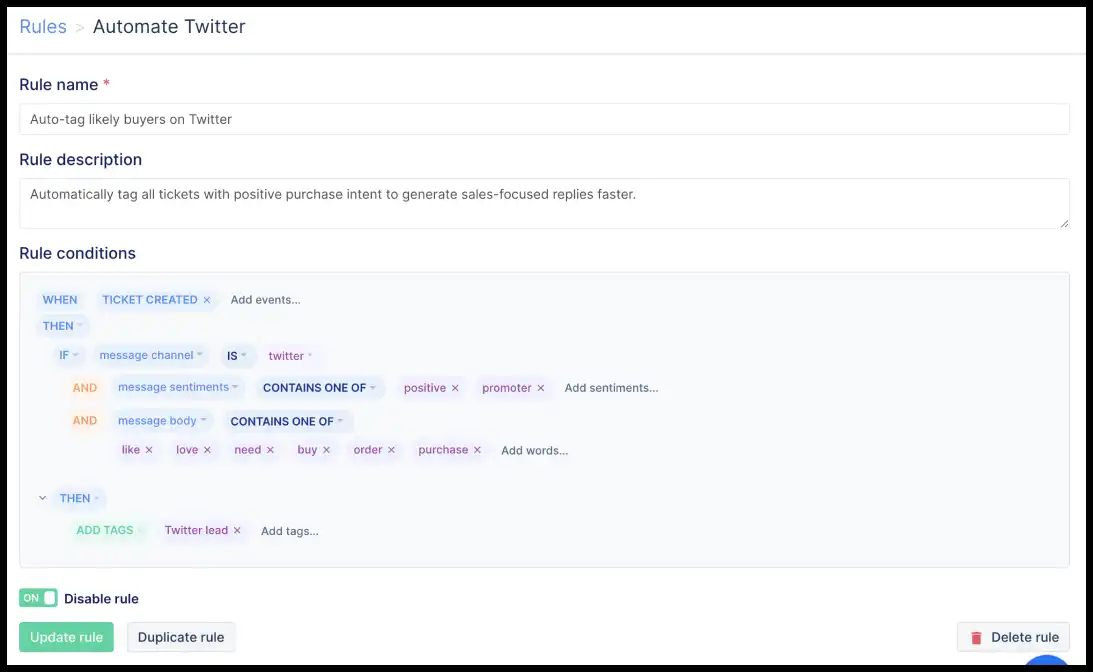 Rules > Automate Twitter
Rule name *
Auto-tag likely buyers on Twitter
Rule description
Automatically tag all tickets with positive purchase intent to generate sales-focused replies faster.
Rule conditions
WHEN TICKET CREATED × Add events...
THEN
IF message channel IS twitter
AND message sentiments CONTAINS ONE OF positive × promoter × Add sentiments...
AND message body CONTAINS ONE OF
like × love × need × buy × order × purchase × Add words...
THEN
ADD TAGS Twitter lead × Add tags...
ON Disable rule
Update rule Duplicate rule Delete rule